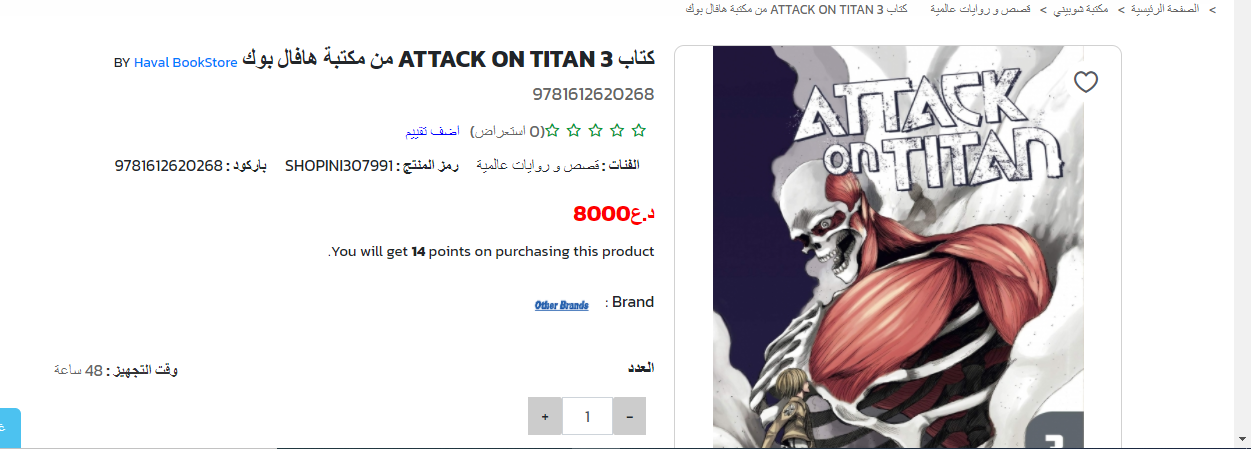 > الصفحة الرئيسية > مكتبة شوبيني > قصص و روايات عالمية كتاب ATTACK ON TITAN 3 من مكتبة هافال بوك
كتاب ATTACK ON TITAN 3 من مكتبة هافال بوك BY Haval BookStore
9781612620268
(0 استعراض) اضف تقييم
الفئات : قصص و روايات عالمية رمز المنتج : SHOPINI307991 باركود : 9781612620268
د.ع8000
.You will get 14 points on purchasing this product
Brand : Other Brands
العدد
وقت التجهيز : 48 ساعة
+ 1 -
ATTACK
ON TITAN
3